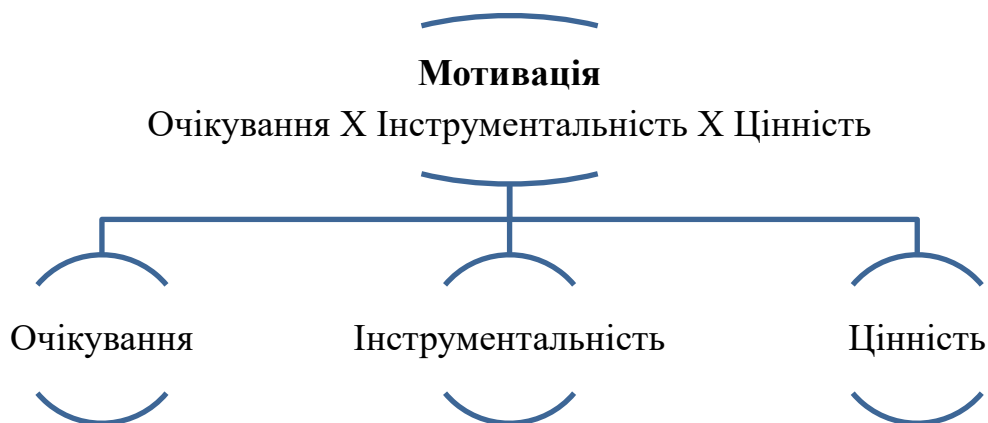 Мотивація
Очікування Х Інструментальність Х Цінність
Очікування
Інструментальність
Цінність